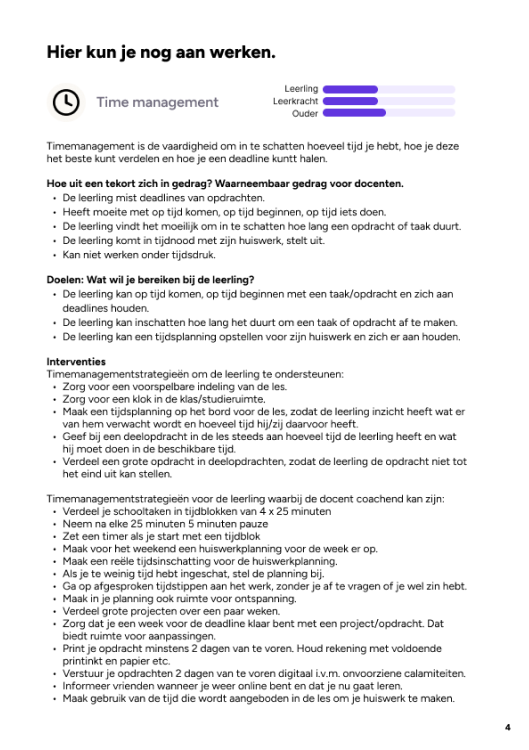 Hier kun je nog aan werken.
Time management
Leerling
Leerkracht
Ouder
Timemanagement is de vaardigheid om in te schatten hoeveel tijd je hebt, hoe je deze
het beste kunt verdelen en hoe je een deadline kuntt halen.
Hoe uit een tekort zich in gedrag? Waarneembaar gedrag voor docenten.
• De leerling mist deadlines van opdrachten.
• Heeft moeite met op tijd komen, op tijd beginnen, op tijd iets doen.
• De leerling vindt het moeilijk om in te schatten hoe lang een opdracht of taak duurt.
• De leerling komt in tijdnood met zijn huiswerk, stelt uit.
• Kan niet werken onder tijdsdruk.
Doelen: Wat wil je bereiken bij de leerling?
• De leerling kan op tijd komen, op tijd beginnen met een taak/opdracht en zich aan
deadlines houden.
• De leerling kan inschatten hoe lang het duurt om een taak of opdracht af te maken.
• De leerling kan een tijdsplanning opstellen voor zijn huiswerk en zich er aan houden.
Interventies
Timemanagementstrategieën om de leerling te ondersteunen:
• Zorg voor een voorspelbare indeling van de les.
• Zorg voor een klok in de klas/studieruimte.
• Maak een tijdsplanning op het bord voor de les, zodat de leerling inzicht heeft wat er
van hem verwacht wordt en hoeveel tijd hij/zij daarvoor heeft.
• Geef bij een deelopdracht in de les steeds aan hoeveel tijd de leerling heeft en wat
hij moet doen in de beschikbare tijd.
• Verdeel een grote opdracht in deelopdrachten, zodat de leerling de opdracht niet tot
het eind uit kan stellen.
Timemanagementstrategieën voor de leerling waarbij de docent coachend kan zijn:
• Verdeel je schooltaken in tijdblokken van 4 x 25 minuten
• Neem na elke 25 minuten 5 minuten pauze
• Zet een timer als je start met een tijdblok
• Maak voor het weekend een huiswerkplanning voor de week er op.
• Maak een reële tijdsinschatting voor de huiswerkplanning.
• Als je te weinig tijd hebt ingeschat, stel de planning bij.
• Ga op afgesproken tijdstippen aan het werk, zonder je af te vragen of je wel zin hebt.
• Maak in je planning ook ruimte voor ontspanning.
• Verdeel grote projecten over een paar weken.
• Zorg dat je een week voor de deadline klaar bent met een project/opdracht. Dat
biedt ruimte voor aanpassingen.
• Print je opdracht minstens 2 dagen van te voren. Houd rekening met voldoende
printinkt en papier etc.
• Verstuur je opdrachten 2 dagen van te voren digitaal i.v.m. onvoorziene calamiteiten.
• Informeer vrienden wanneer je weer online bent en dat je nu gaat leren.
• Maak gebruik van de tijd die wordt aangeboden in de les om je huiswerk te maken.
4